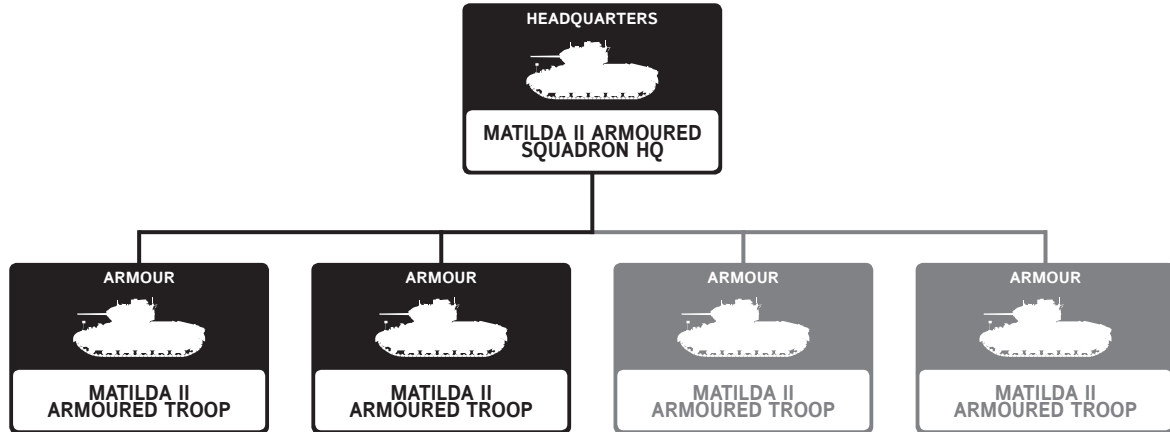 HEADQUARTERS
MATILDA II ARMOURED
SQUADRON HQ
ARMOUR
MATILDA II
ARMOURED TROOP
ARMOUR
MATILDA II
ARMOURED TROOP
ARMOUR
MATILDA II
ARMOURED TROOP
ARMOUR
MATILDA II
ARMOURED TROOP